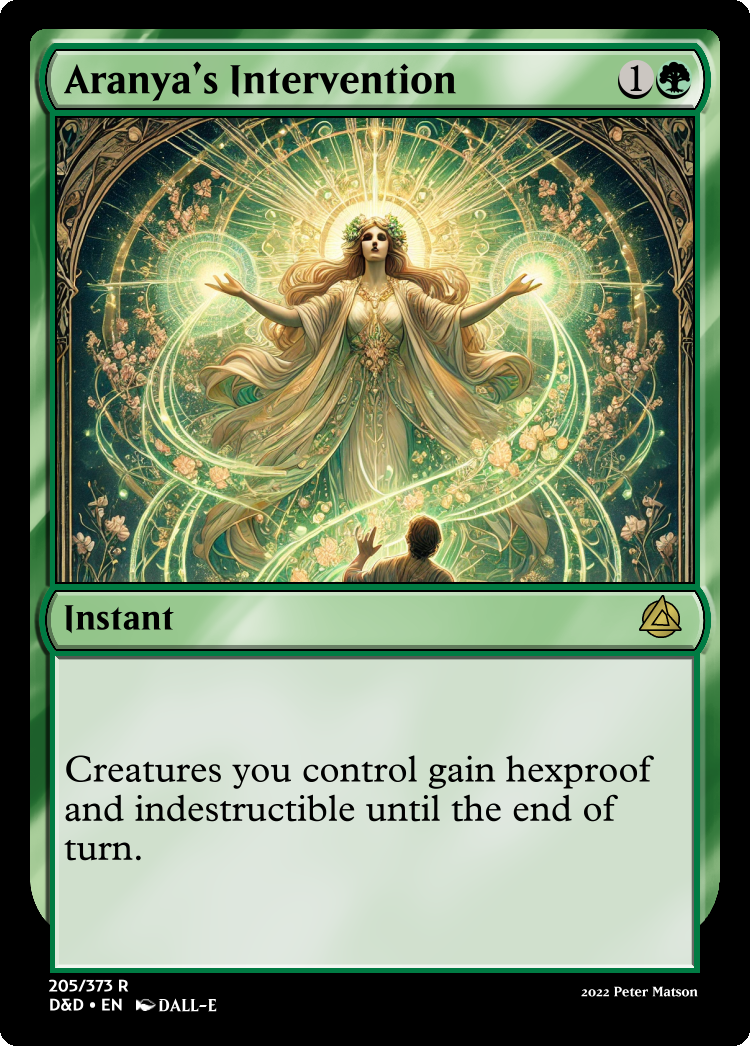 Aranya's Intervention 1
Instant
Creatures you control gain hexproof
and indestructible until the end of
turn.
205/373 R
D&D • EN DALL-E
2022 Peter Matson